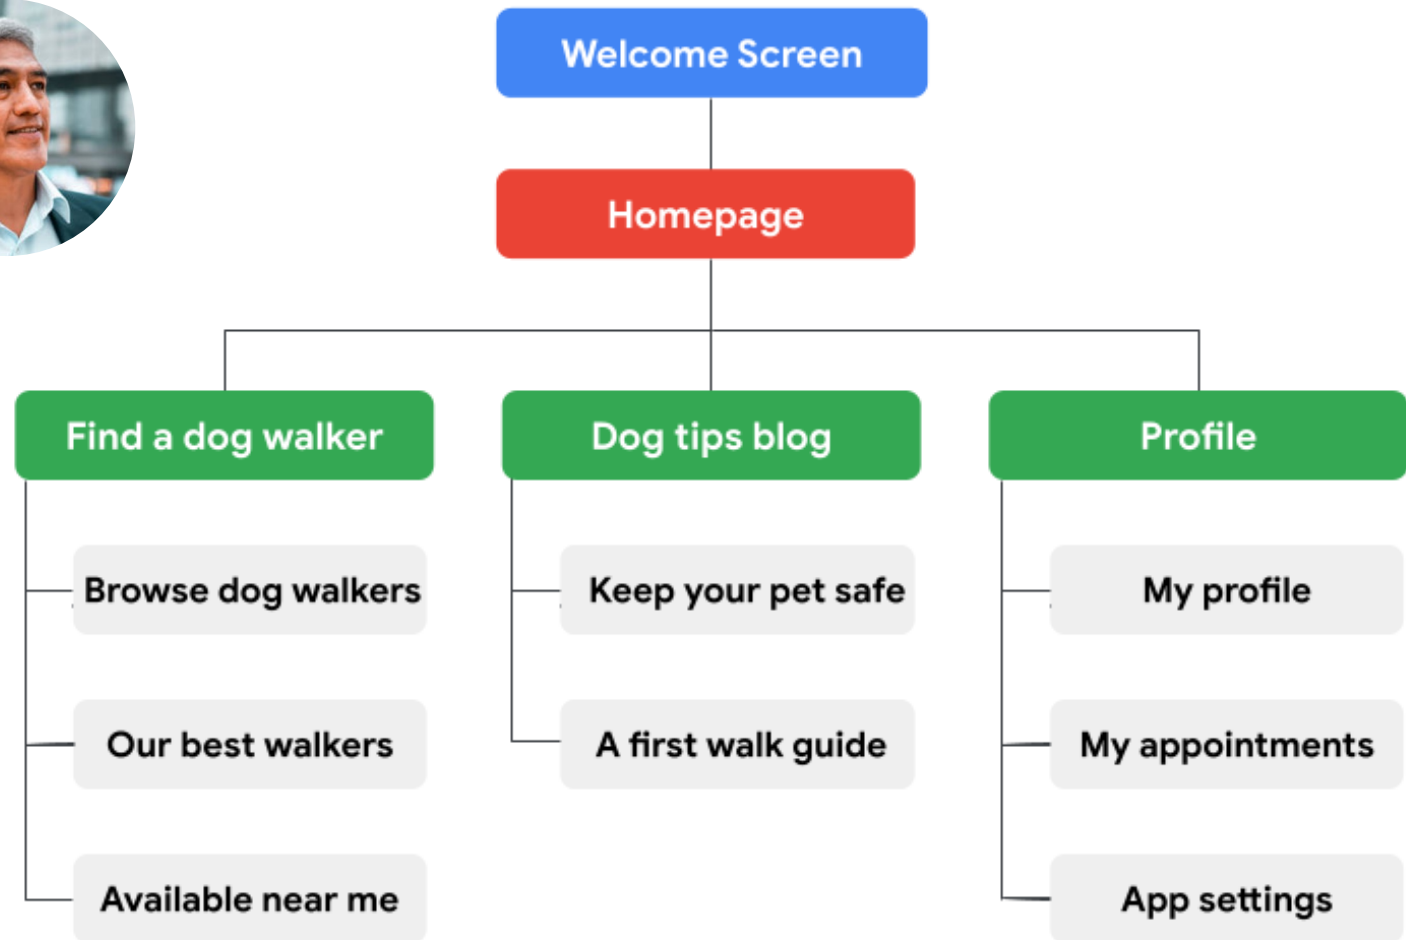 Welcome Screen
Homepage
Find a dog walker
Dog tips blog
Profile
Browse dog walkers
Keep your pet safe
My profile
Our best walkers
A first walk guide
My appointments
Available near me
App settings